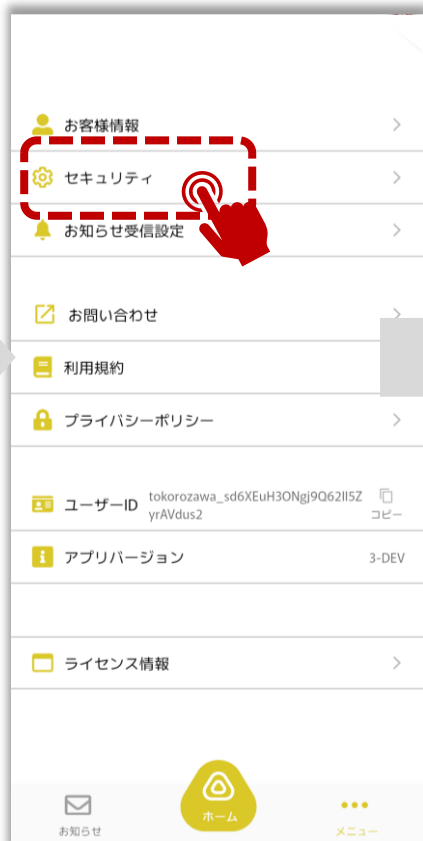 お客様情報
セキュリティ
お知らせ受信設定
お問い合わせ
利用規約
プライバシーポリシー
ユーザーID tokorozawa_sd6XEuH3ONgj9Q62II5Z
yrAVdus2
コピー
アプリバージョン 3-DEV
ライセンス情報
お知らせ
ホーム
メニュー